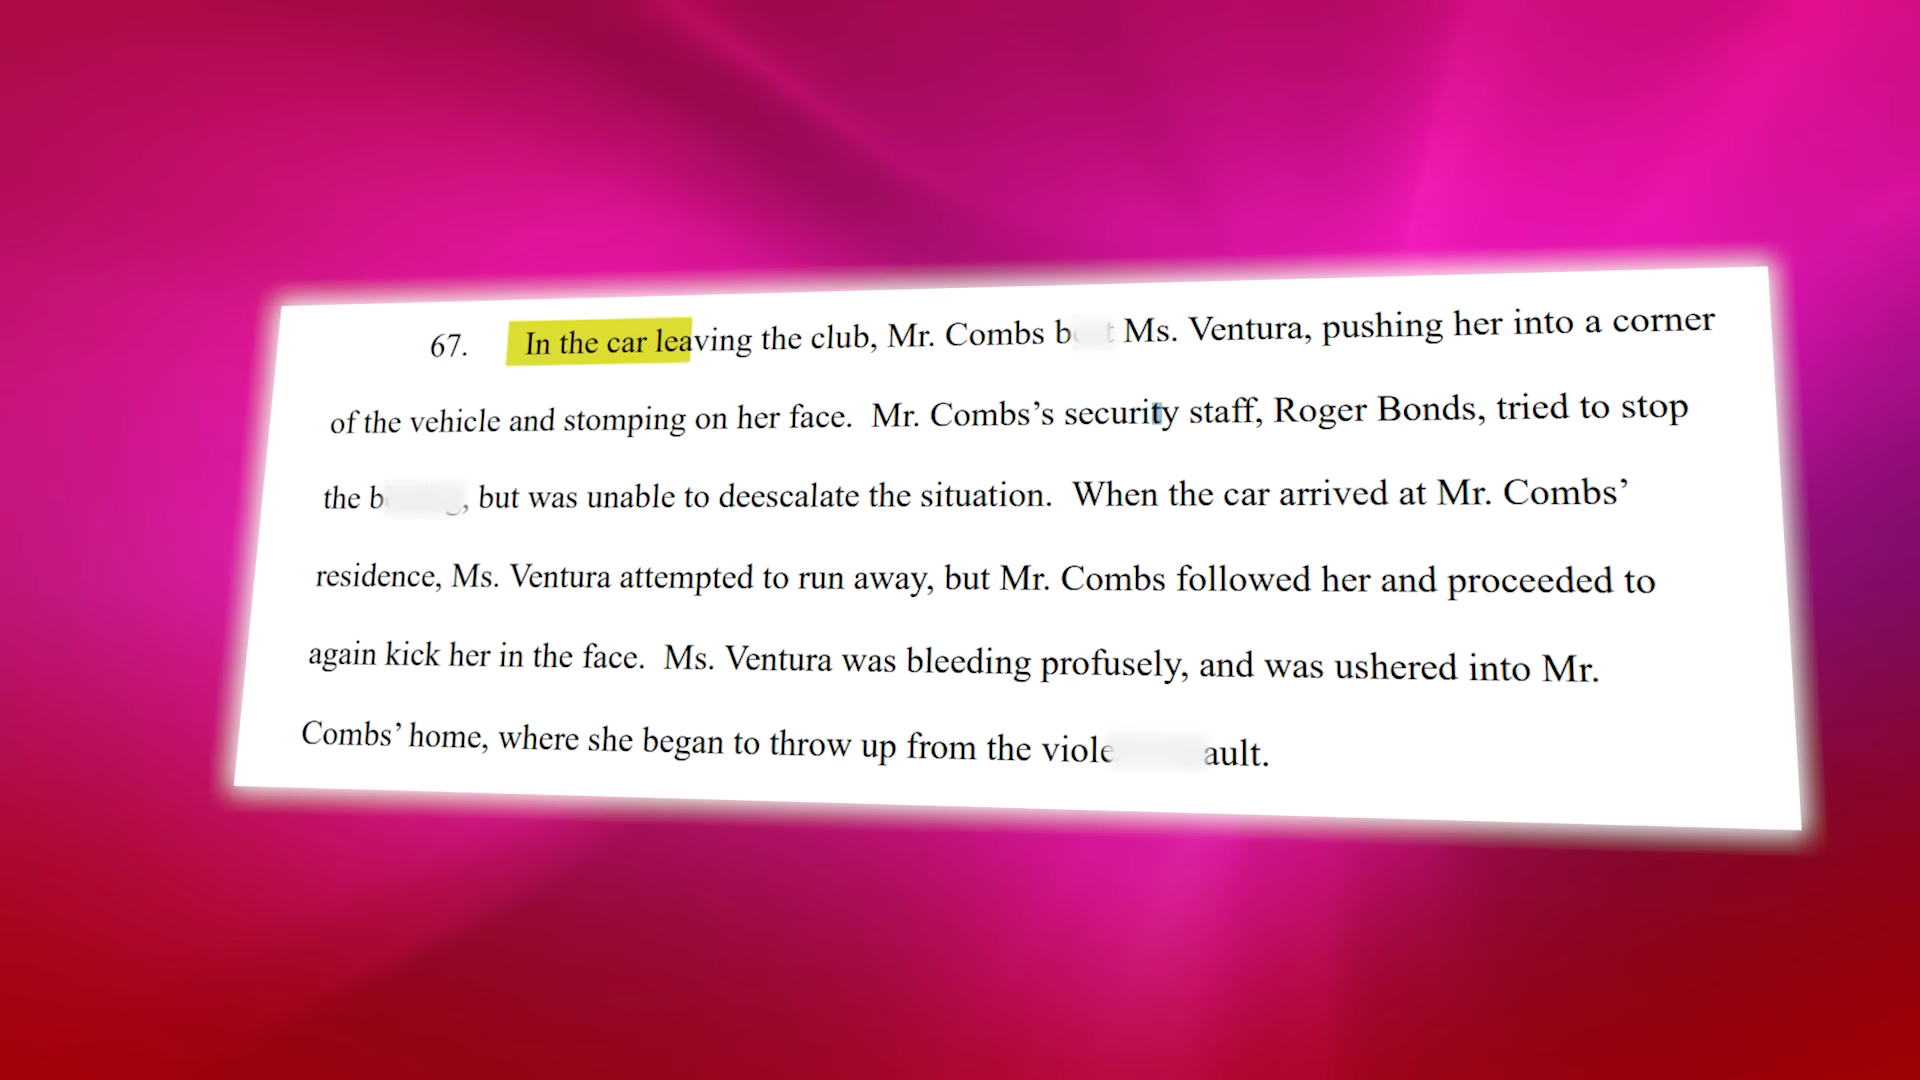 67. In the car leaving the club, Mr. Combs Ms. Ventura, pushing her into a corner
of the vehicle and stomping on her face. Mr. Combs’s security staff, Roger Bonds, tried to stop
the but was unable to deescalate the situation. When the car arrived at Mr. Combs’
residence, Ms. Ventura attempted to run away, but Mr. Combs followed her and proceeded to
again kick her in the face. Ms. Ventura was bleeding profusely, and was ushered into Mr.
Combs’ home, where she began to throw up from the